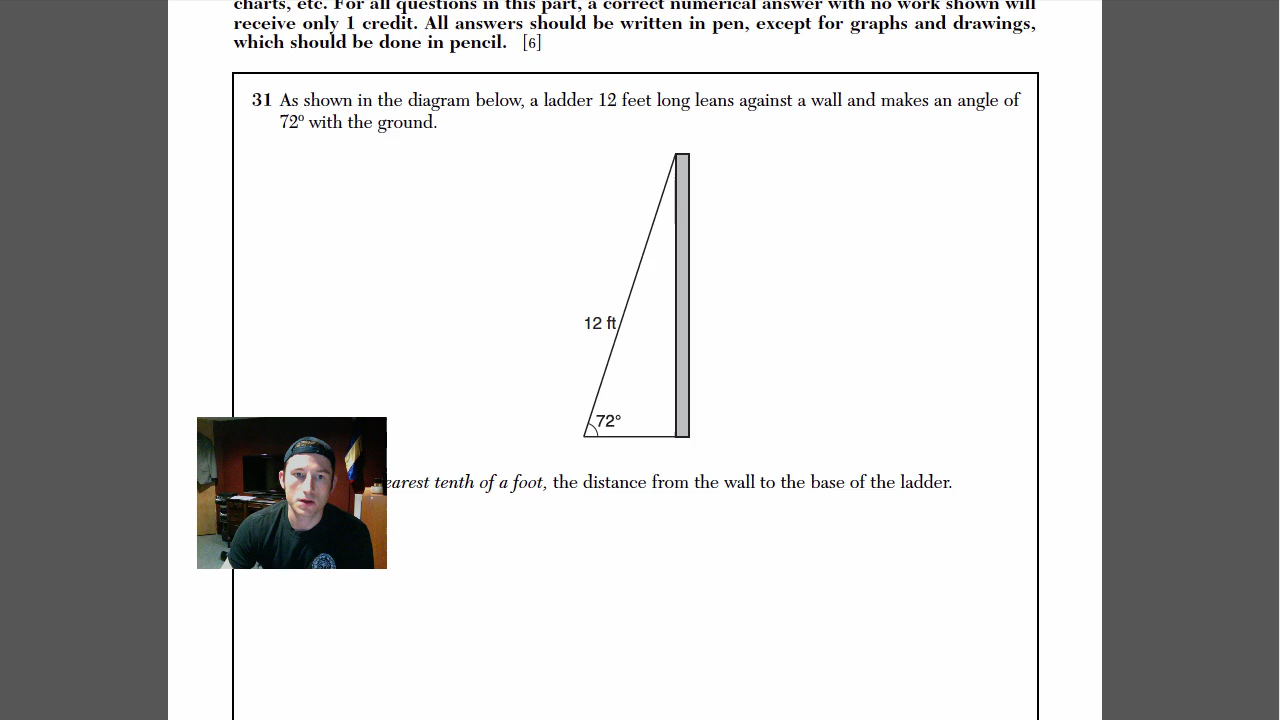 charts, etc. For all questions in this part, a correct numerical answer with no work shown will
receive only 1 credit. All answers should be written in pen, except for graphs and drawings,
which should be done in pencil. [6]
31 As shown in the diagram below, a ladder 12 feet long leans against a wall and makes an angle of
72º with the ground.
12 ft
72°
earest tenth of a foot, the distance from the wall to the base of the ladder.